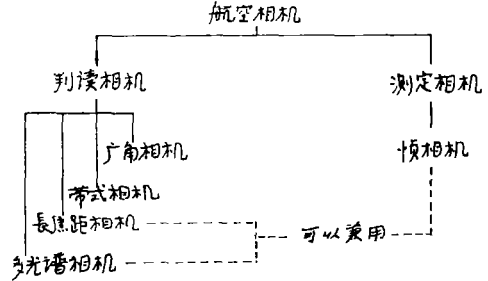 航空相机
判读相机
测定相机
广角相机
帧相机
带式相机
長焦距相机
可以兼用
多光谱相机